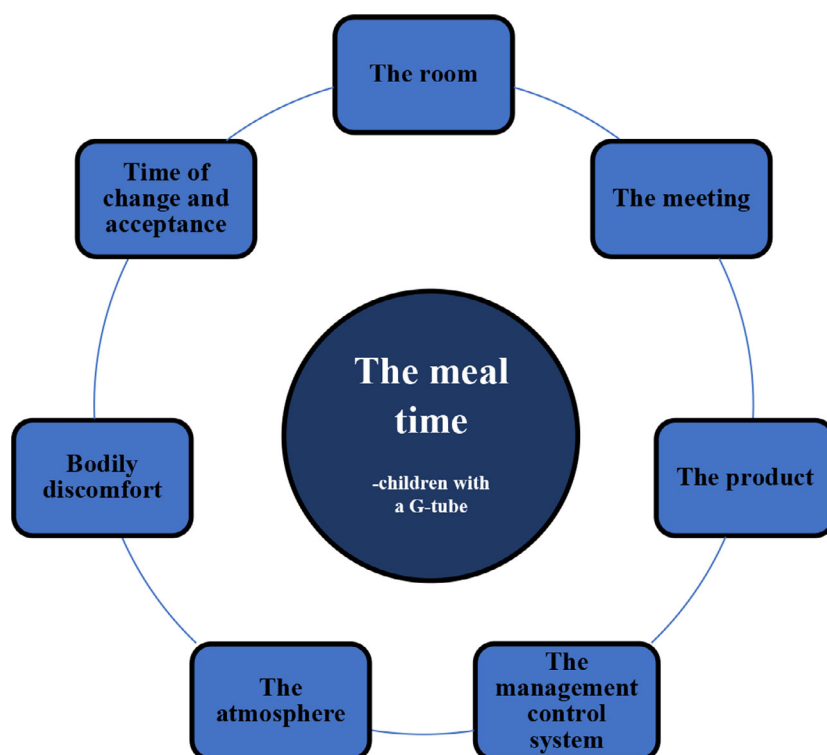 The room
The meeting
The product
The
management
control
system
The
atmosphere
Bodily
discomfort
Time of
change and
acceptance
The meal
time
-children with
a G-tube